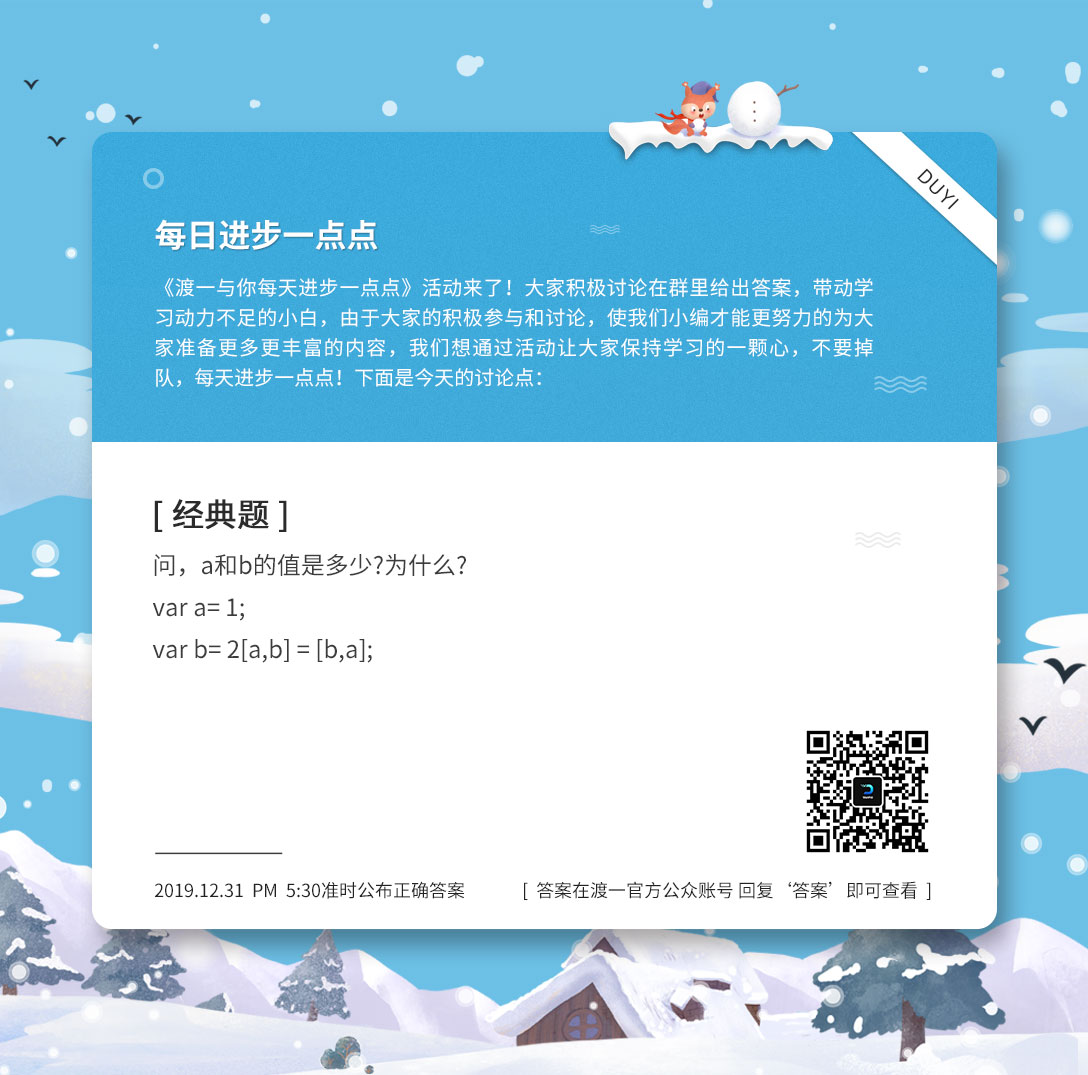 DUYI
每日进步一点点
《渡一与你每天进步一点点》活动来了！大家积极讨论在群里给出答案，带动学
习动力不足的小白，由于大家的积极参与和讨论，使我们小编才能更努力的为大
家准备更多更丰富的内容，我们想通过活动让大家保持学习的一颗心，不要掉
队，每天进步一点点！下面是今天的讨论点：
[ 经典题 ]
问，a和b的值是多少?为什么?
var a= 1;
var b= 2[a,b] = [b,a];
2019.12.31 PM 5:30准时公布正确答案
[ 答案在渡一官方公众账号 回复‘答案’即可查看 ]